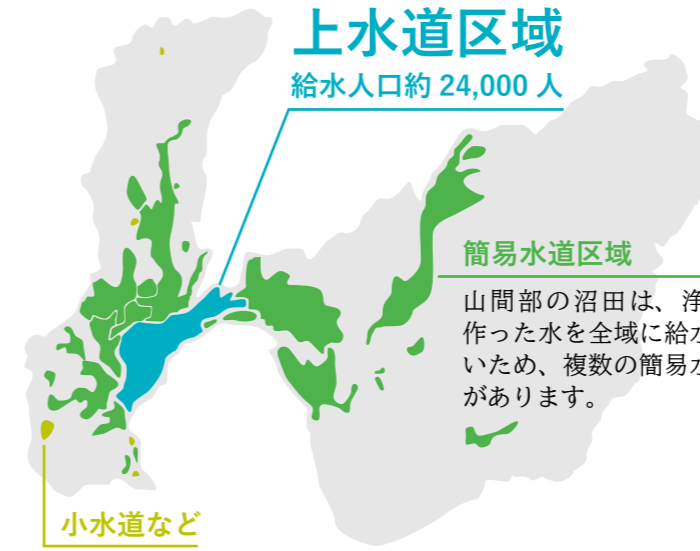 上水道区域
給水人口約 24,000 人
簡易水道区域
山間部の沼田は、浄
作った水を全域に給水
いため、複数の簡易水
があります。
小水道など